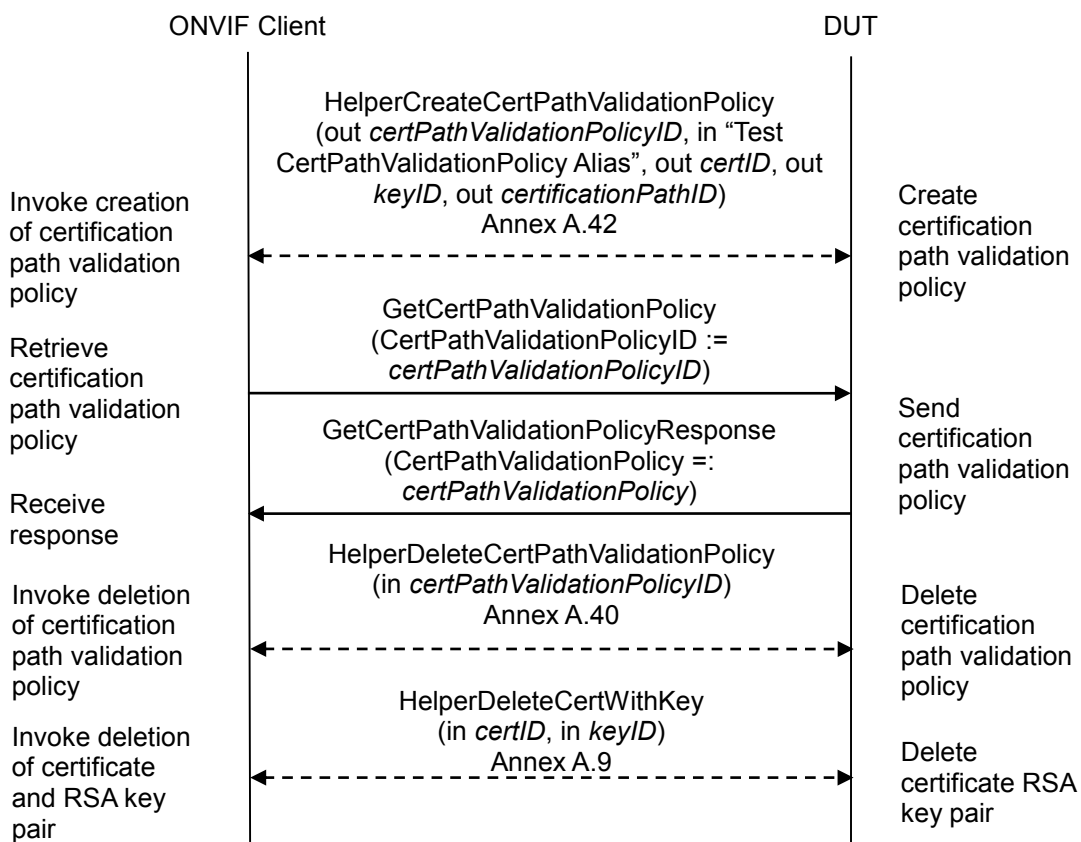 ONVIF Client
DUT
HelperCreateCertPathValidationPolicy
(out certPathValidationPolicyID, in “Test
CertPathValidationPolicy Alias”, out certID, out
keyID, out certificationPathID)
Annex A.42
Invoke creation
of certification
path validation
policy
Create
certification
path validation
policy
GetCertPathValidationPolicy
(CertPathValidationPolicyID :=
certPathValidationPolicyID)
Retrieve
certification
path validation
policy
GetCertPathValidationPolicyResponse
(CertPathValidationPolicy =:
certPathValidationPolicy)
Send
certification
path validation
policy
Receive
response
HelperDeleteCertPathValidationPolicy
(in certPathValidationPolicyID)
Annex A.40
Invoke deletion
of certification
path validation
policy
Delete
certification
path validation
policy
HelperDeleteCertWithKey
(in certID, in keyID)
Annex A.9
Invoke deletion
of certificate
and RSA key
pair
Delete
certificate RSA
key pair